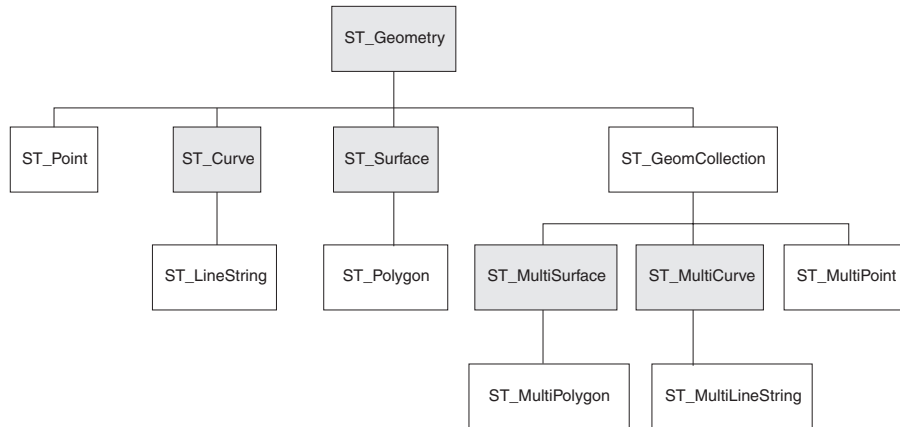 ST_Geometry
ST_Point
ST_Curve
ST_Surface
ST_GeomCollection
ST_LineString
ST_Polygon
ST_MultiSurface
ST_MultiCurve
ST_MultiPoint
ST_MultiPolygon
ST_MultiLineString